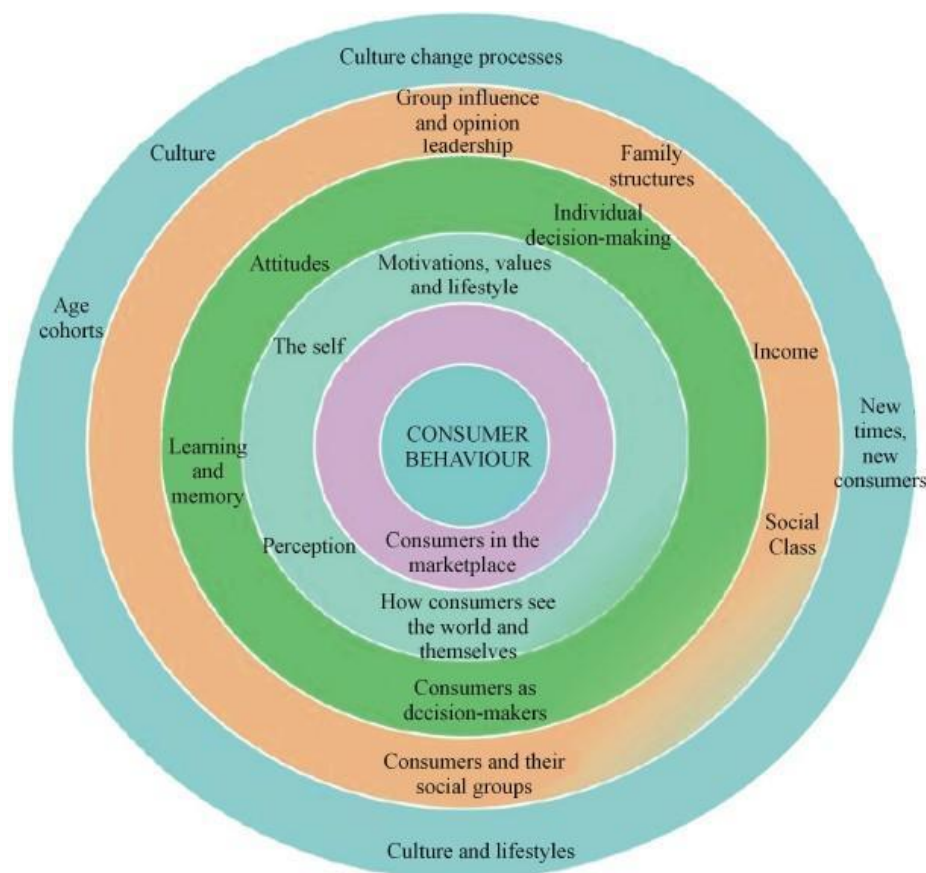 Culture change processes
Group influence
and opinion
leadership
Culture
Family
structures
Individual
decision-making
Attitudes
Motivations, values
and lifestyle
Age
cohorts
The self
Income
New
times,
new
consumers
CONSUMER
BEHAVIOUR
Learning
and
memory
Social
Class
Perception
Consumers in the
marketplace
How consumers see
the world and
themselves
Consumers as
dccision-makers
Consumers and their
social groups
Culture and lifestyles